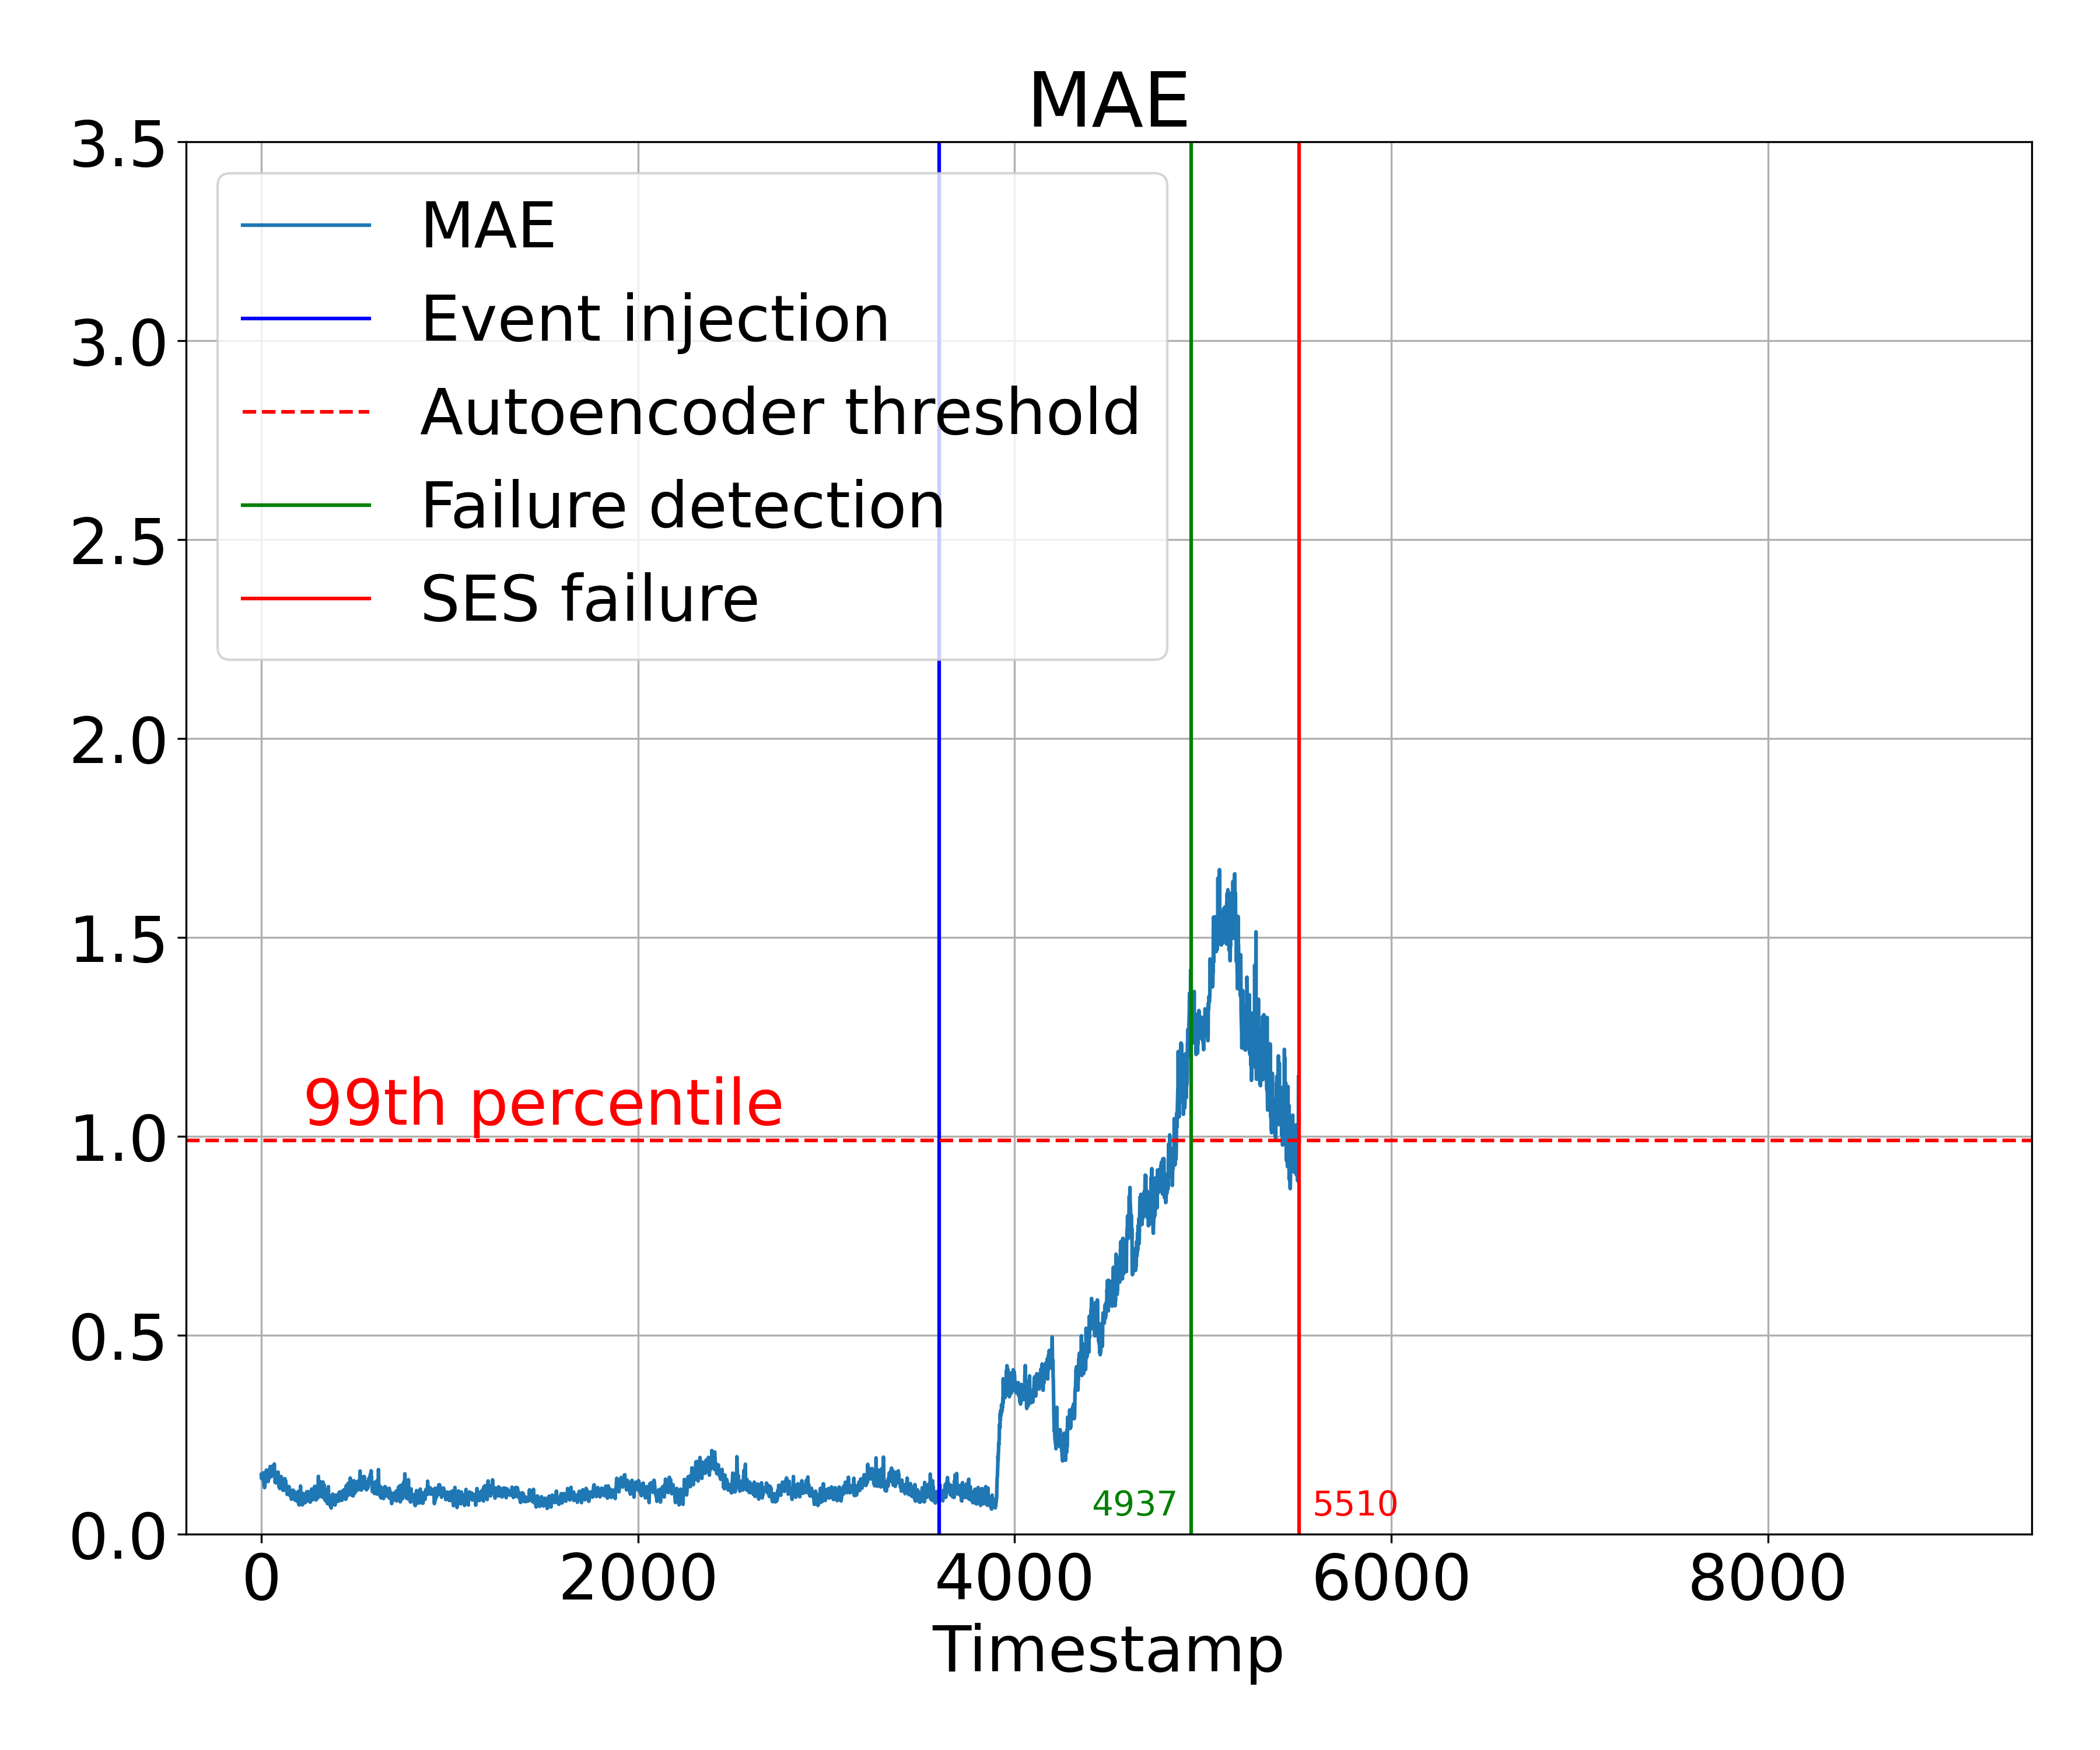 MAE
3.5
3.0
2.5
2.0
1.5
1.0
0.5
0.0
MAE
Event injection
Autoencoder threshold
Failure detection
SES failure
99th percentile
4937
5510
0 2000 4000 6000 8000
Timestamp